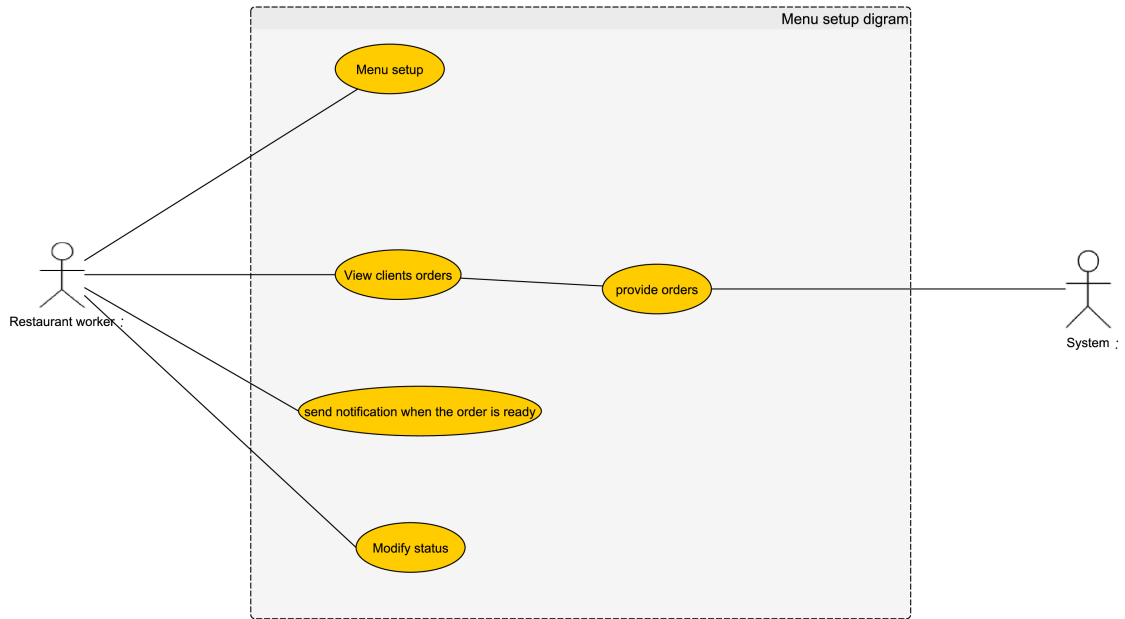 Menu setup digram
Menu setup
View clients orders
provide orders
Restaurant worker :
System :
send notification when the order is ready
Modify status